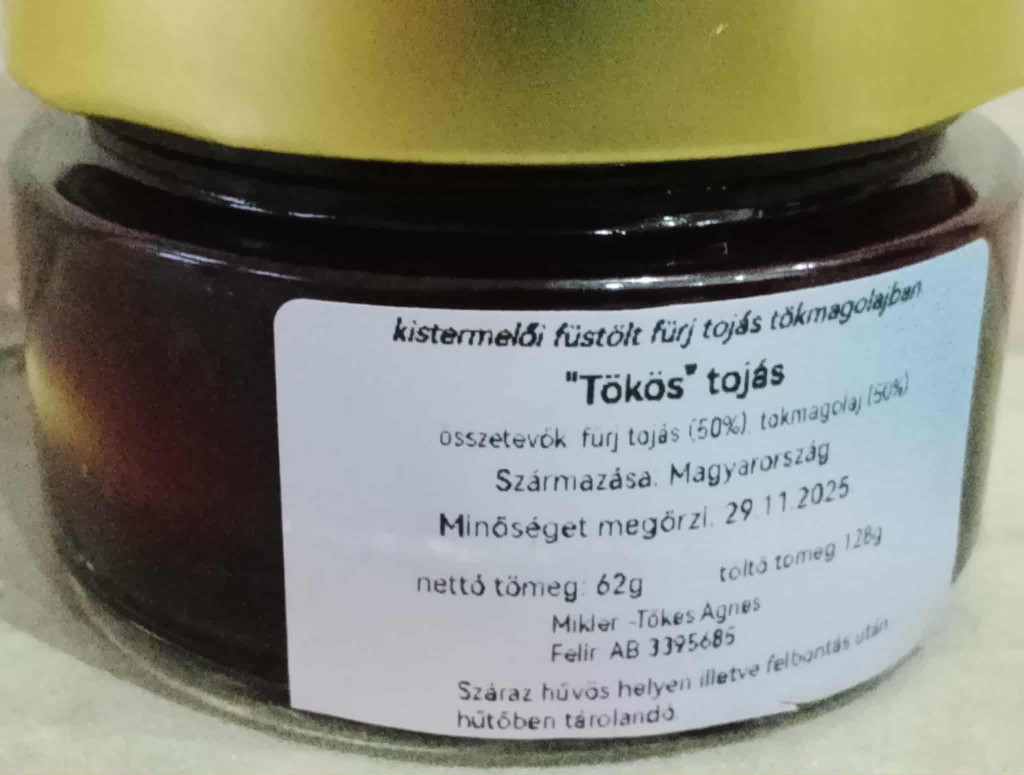 kistermelői füstölt fürj tojás tökmagolajban
"Tökös" tojás
összetevők fürj tojás (50%), tökmagolaj (50%)
Származása. Magyarország
Minőséget megőrzi. 29.11.2025
nettó tömeg: 62g töltő tömeg 128g
Mikler -Tőkés Ágnes
Felir AB 3395685
Száraz hűvös helyen illetve felbontás után
hűtőben tárolandó.